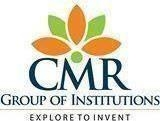 CMR
GROUP OF INSTITUTIONS
EXPLORE TO INVENT